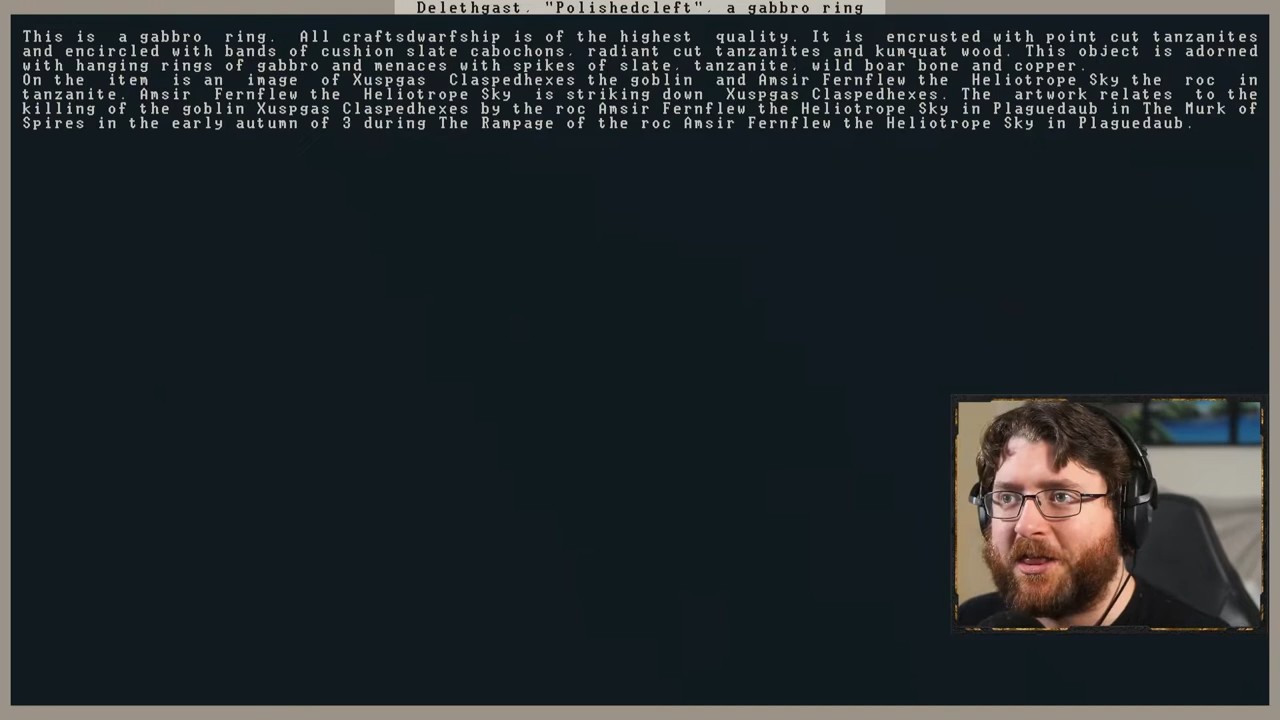 Delethgast, "Polishedcleft", a gabbro ring
This is a gabbro ring. All craftsdwarfship is of the highest quality. It is encrusted with point cut tanzanites
and encircled with bands of cushion slate cabochons, radiant cut tanzanites and kumquat wood. This object is adorned
with hanging rings of gabbro and menaces with spikes of slate, tanzanite, wild boar bone and copper.
On the item is an image of Xuspgas Claspedhexes the goblin and Amsir Fernflew the Heliotrope Sky the roc in
tanzanite. Amsir Fernflew the Heliotrope Sky is striking down Xuspgas Claspedhexes. The artwork relates to the
killing of the goblin Xuspgas Claspedhexes by the roc Amsir Fernflew the Heliotrope Sky in Plaguedaub in The Murk of
Spires in the early autumn of 3 during The Rampage of the roc Amsir Fernflew the Heliotrope Sky in Plaguedaub.